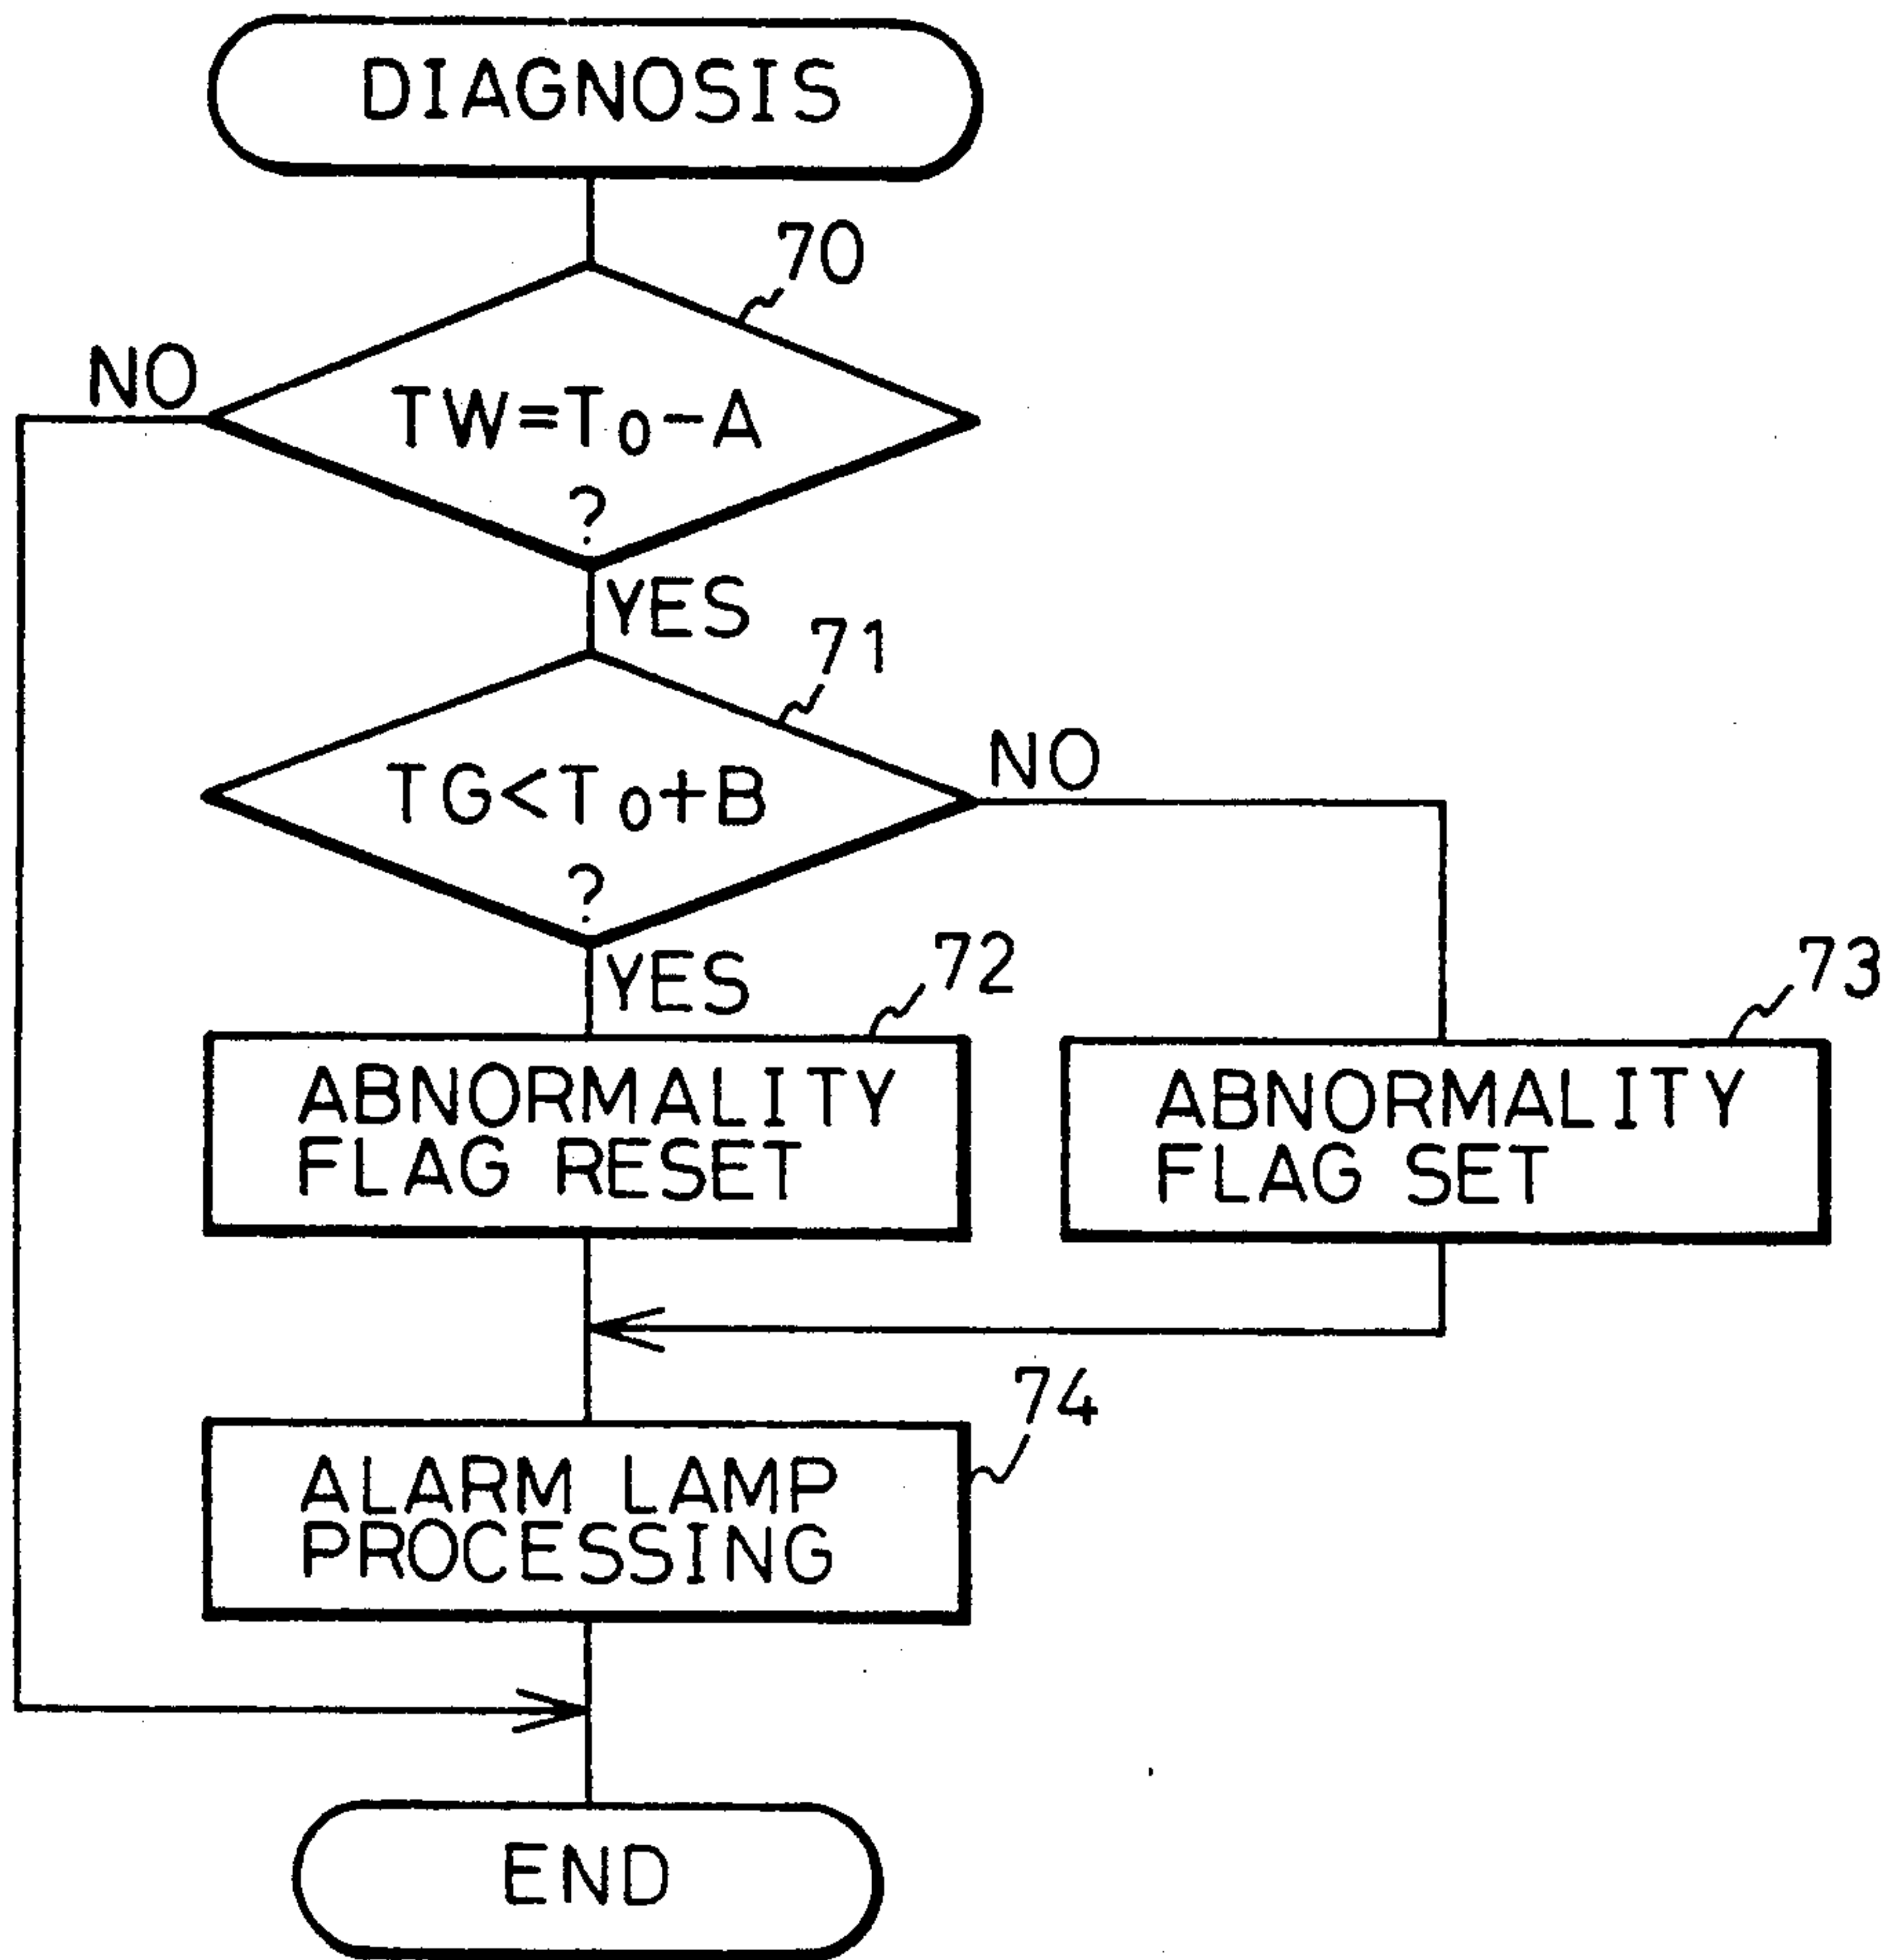 DIAGNOSIS
70
NO
TW=T0-A
?
YES
71
NO
TG<T0+B
?
YES
72
73
ABNORMALITY
FLAG RESET
ABNORMALITY
FLAG SET
74
ALARM LAMP
PROCESSING
END